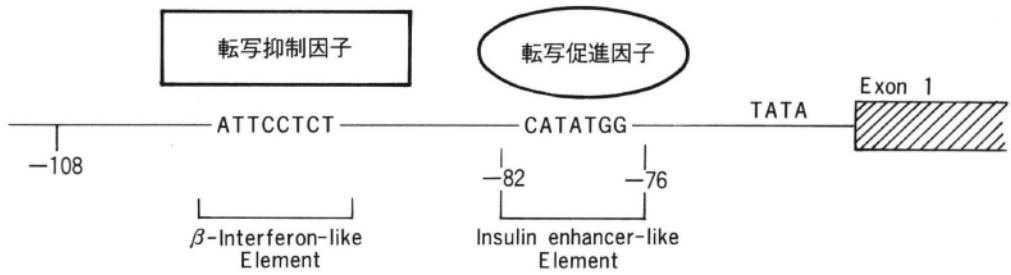 転写抑制因子
転写促進因子
Exon 1
TATA
ATTCCTCT
CATATGG
—108
—82
—76
β-Interferon-like
Element
Insulin enhancer-like
Element